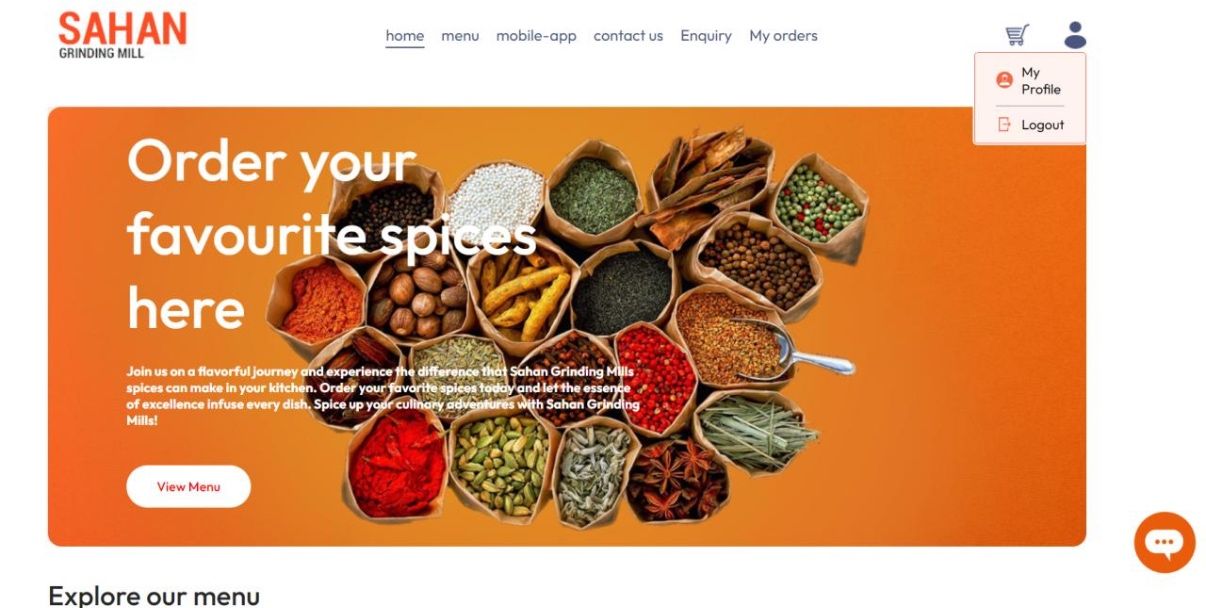 SAHAN
GRINDING MILL
home menu mobile-app contact us Enquiry My orders
My
Profile
Logout
Order your
favourite spices
here
Join us on a flavorful journey and experience the difference that Sahan Grinding Mills
spices can make in your kitchen. Order your favorite spices today and let the essence
of excellence infuse every dish. Spice up your culinary adventures with Sahan Grinding
Mills!
View Menu
Explore our menu